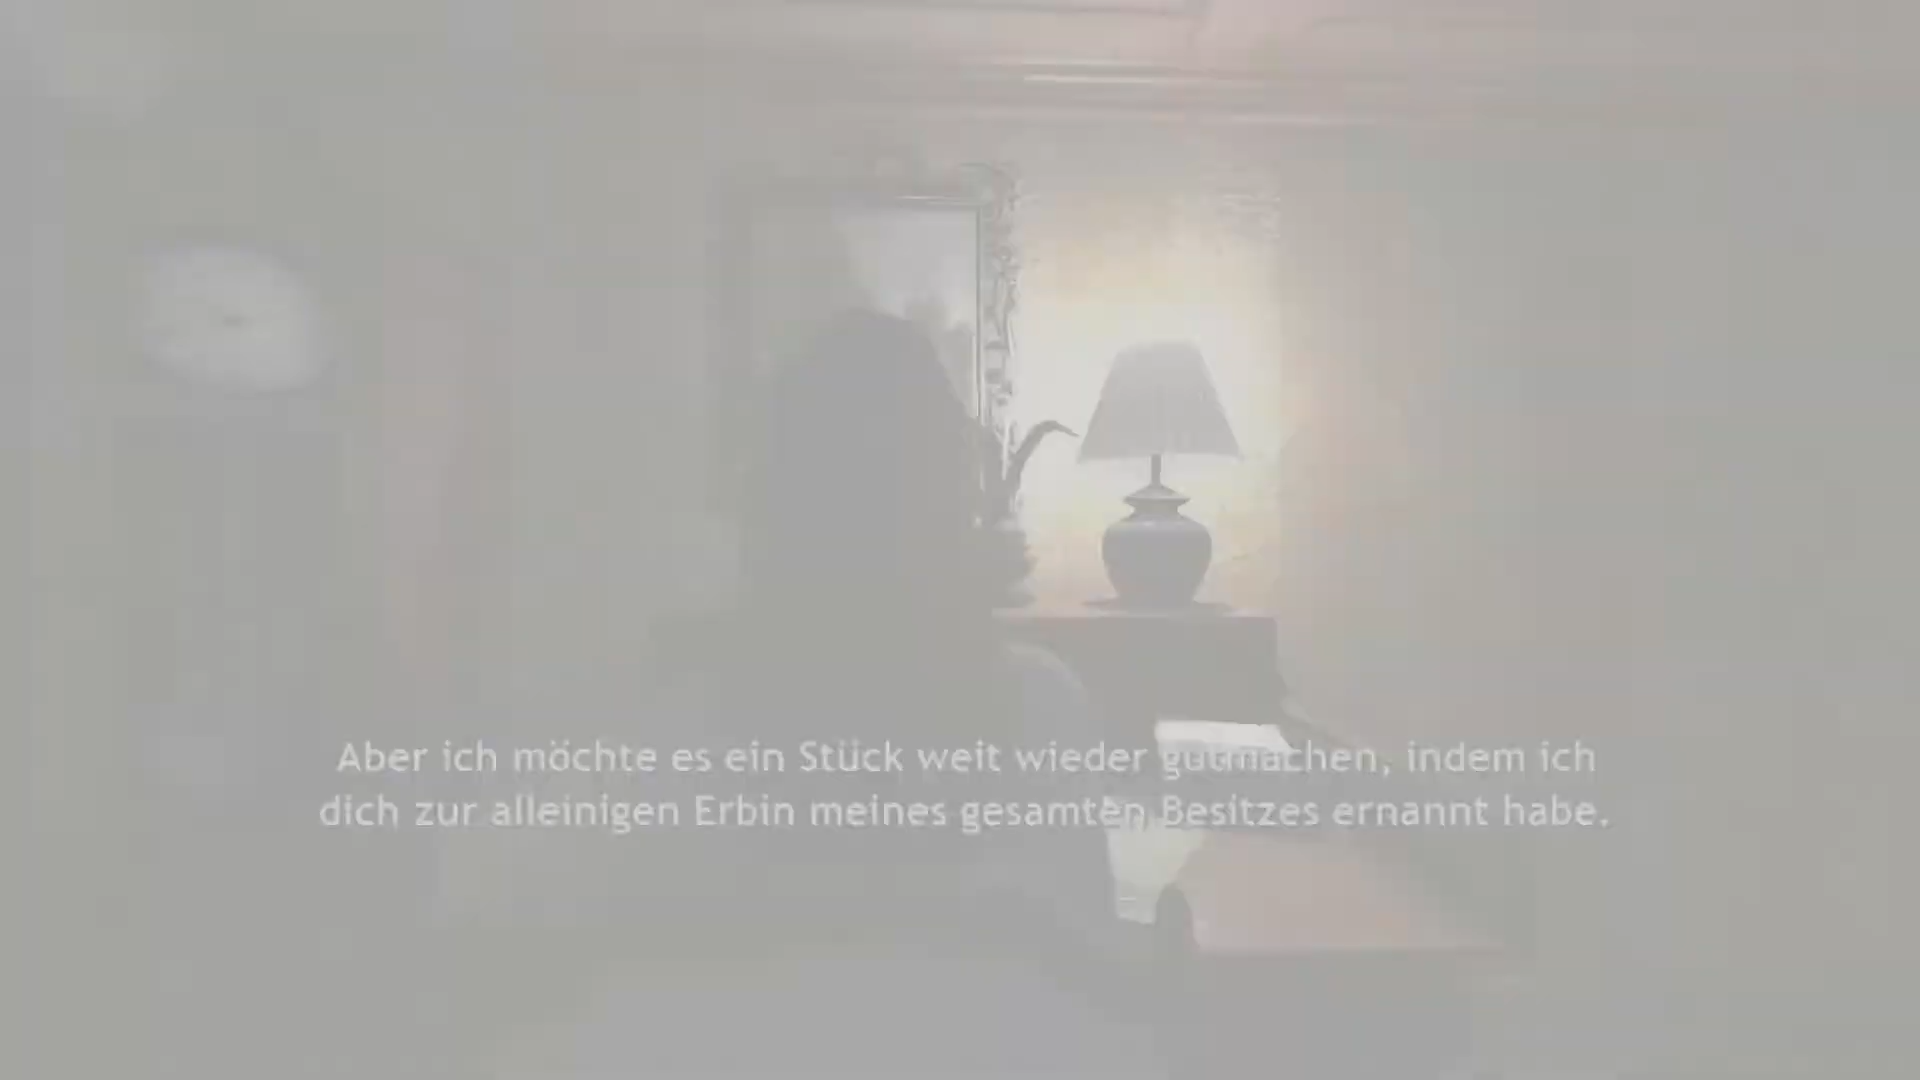 Aber ich möchte es ein Stück weit wieder gutmachen, indem ich
dich zur alleinigen Erbin meines gesamten Besitzes ernannt habe.